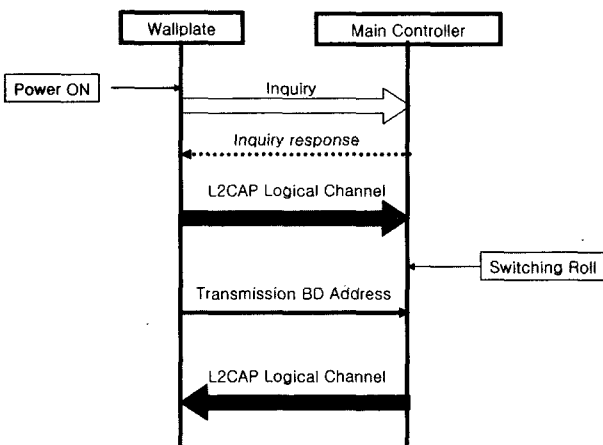 Wallplate
Main Controller
Power ON
Inquiry
Inquiry response
L2CAP Logical Channel
Switching Roll
Transmission BD Address
L2CAP Logical Channel